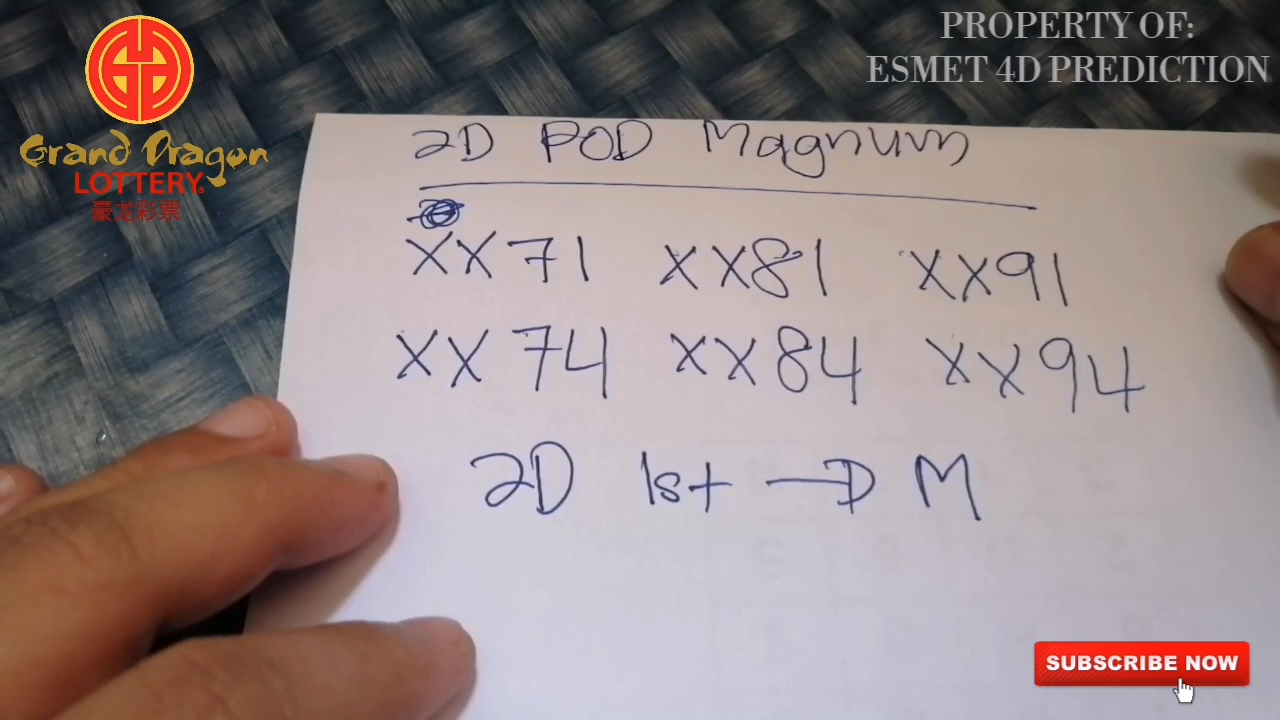 PROPERTY OF:
ESMET 4D PREDICTION
Grand Dragon
LOTTERY
豪龙彩票
2D POD Magnum
XX71 XX81 XX91
XX74 XX84 XX94
2D 1st → M
SUBSCRIBE NOW